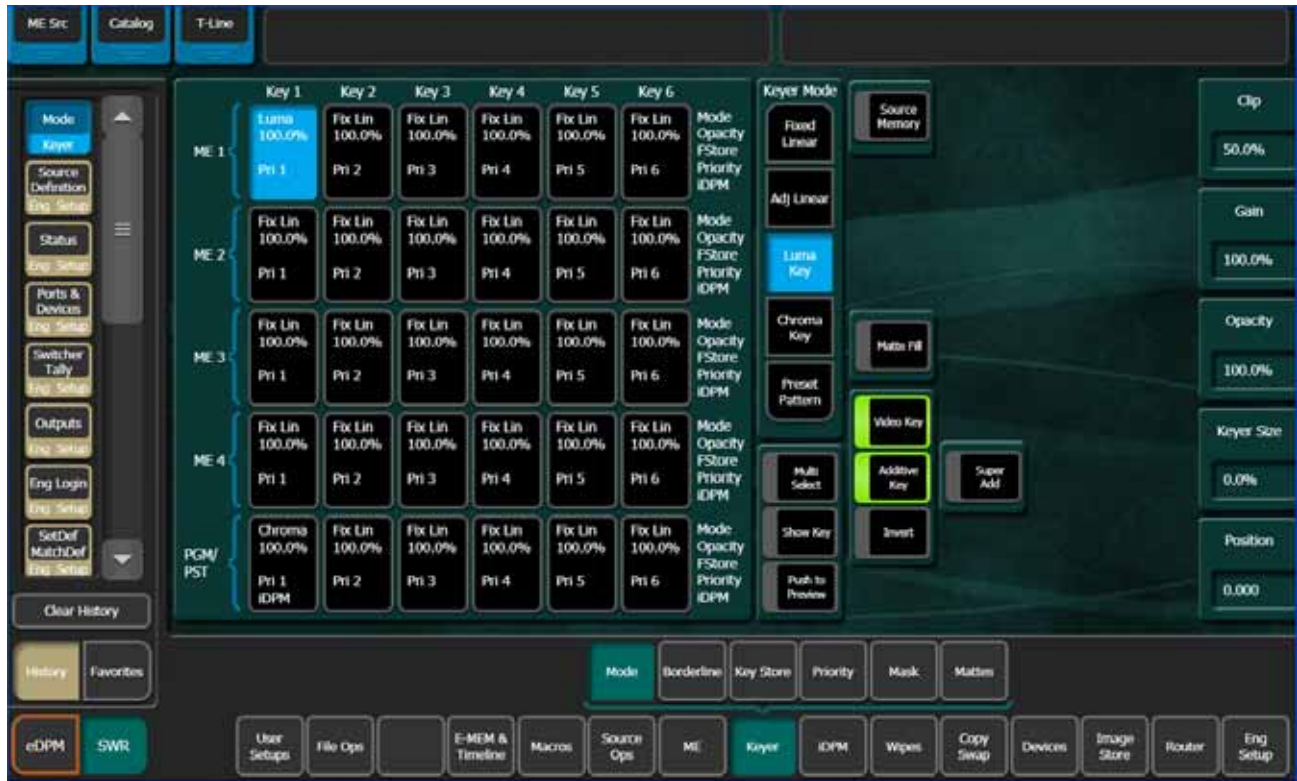 ME Src
Catalog
T-Line
Key 1 Key 2 Key 3 Key 4 Key 5 Key 6
Keyer Mode
ME 1
Luma Fix Lin Fix Lin Fix Lin Fix Lin Fix Lin Mode
100.0% 100.0% 100.0% 100.0% 100.0% 100.0% Opacity
FStore
Pri 1 Pri 2 Pri 3 Pri 4 Pri 5 Pri 6 Priority
iDPM
ME 2
Fix Lin Fix Lin Fix Lin Fix Lin Fix Lin Fix Lin Mode
100.0% 100.0% 100.0% 100.0% 100.0% 100.0% Opacity
FStore
Pri 1 Pri 2 Pri 3 Pri 4 Pri 5 Pri 6 Priority
iDPM
ME 3
Fix Lin Fix Lin Fix Lin Fix Lin Fix Lin Fix Lin Mode
100.0% 100.0% 100.0% 100.0% 100.0% 100.0% Opacity
FStore
Pri 1 Pri 2 Pri 3 Pri 4 Pri 5 Pri 6 Priority
iDPM
ME 4
Fix Lin Fix Lin Fix Lin Fix Lin Fix Lin Fix Lin Mode
100.0% 100.0% 100.0% 100.0% 100.0% 100.0% Opacity
FStore
Pri 1 Pri 2 Pri 3 Pri 4 Pri 5 Pri 6 Priority
iDPM
PGM/
PST
Chroma Fix Lin Fix Lin Fix Lin Fix Lin Fix Lin Mode
100.0% 100.0% 100.0% 100.0% 100.0% 100.0% Opacity
FStore
Pri 1 Pri 2 Pri 3 Pri 4 Pri 5 Pri 6 Priority
iDPM iDPM
Mode
Keyer
Source
Definition
Eng Setup
Status
Eng Setup
Ports &
Devices
Eng Setup
Switcher
Tally
Eng Setup
Outputs
Eng Setup
Eng Login
Eng Setup
SetDef
MatchDef
Eng Setup
Clear History
History
Favorites
Fixed
Linear
Adj Linear
Luma
Key
Chroma
Key
Preset
Pattern
Multi
Select
Show Key
Push to
Preview
Source
Memory
Matte Fill
Video Key
Additive
Key
Invert
Super
Add
Clip
50.0%
Gain
100.0%
Opacity
100.0%
Keyer Size
0.0%
Position
0.000
Mode
Borderline
Key Store
Priority
Mask
Mattes
eDPM
SWR
User
Setups
File Ops
E-MEM &
Timeline
Macros
Source
Ops
ME
Keyer
iDPM
Wipes
Copy
Swap
Devices
Image
Store
Router
Eng
Setup